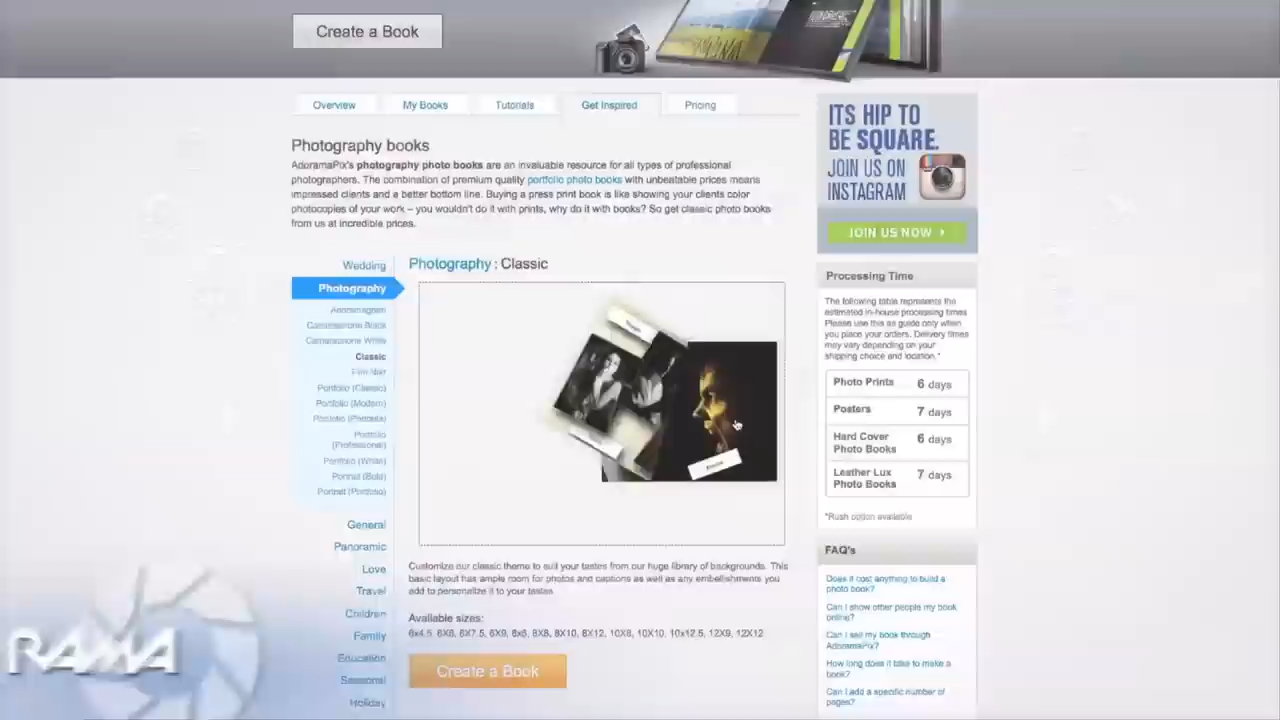 Create a Book
Overview
My Books
Tutorials
Get Inspired
Pricing
Photography books
AdoramaPix's photography photo books are an invaluable resource for all types of professional
photographers. The combination of premium quality portfolio photo books with unbeatable prices means
impressed clients and a better bottom line. Buying a press print book is like showing your clients color
photocopies of your work – you wouldn't do it with prints, why do it with books? So get classic photo books
from us at incredible prices.
Wedding
Photography
Adoramagram
Carrassanone Black
Carrassanone White
Classic
Film Noir
Portfolio (Classic)
Portfolio (Modern)
Portfolio
Portfolio
(Professional)
Portfolio (White)
Portrait (Bold)
Portrait (Portfolio)
General
Panoramic
Love
Travel
Children
Family
Education
Seasonal
Holiday
Photography : Classic
Customize our classic theme to suit your tastes from our huge library of backgrounds. This
basic layout has ample room for photos and captions as well as any embellishments you
add to personalize it to your tastes
Available sizes:
6x4.5, 6X6, 8X7.5, 6X9, 8x6, 8X8, 8X10, 8X12, 10X8, 10X10, 10x12.5, 12X9, 12X12
Create a Book
ITS HIP TO
BE SQUARE.
JOIN US ON
INSTAGRAM
JOIN US NOW
Processing Time
The following table represents the
estimated in-house processing times
Please use this as guide only when
you place your orders. Delivery times
may vary depending on your
shipping choice and location.*
Photo Prints 6 days
Posters 7 days
Hard Cover
Photo Books 6 days
Leather Lux
Photo Books 7 days
*Rush option available
FAQ's
Does it cost anything to build a
photo book?
Can I show other people my book
online?
Can I sell my book through
AdoramaPix?
How long does it take to make a
book?
Can I add a specific number of
pages?